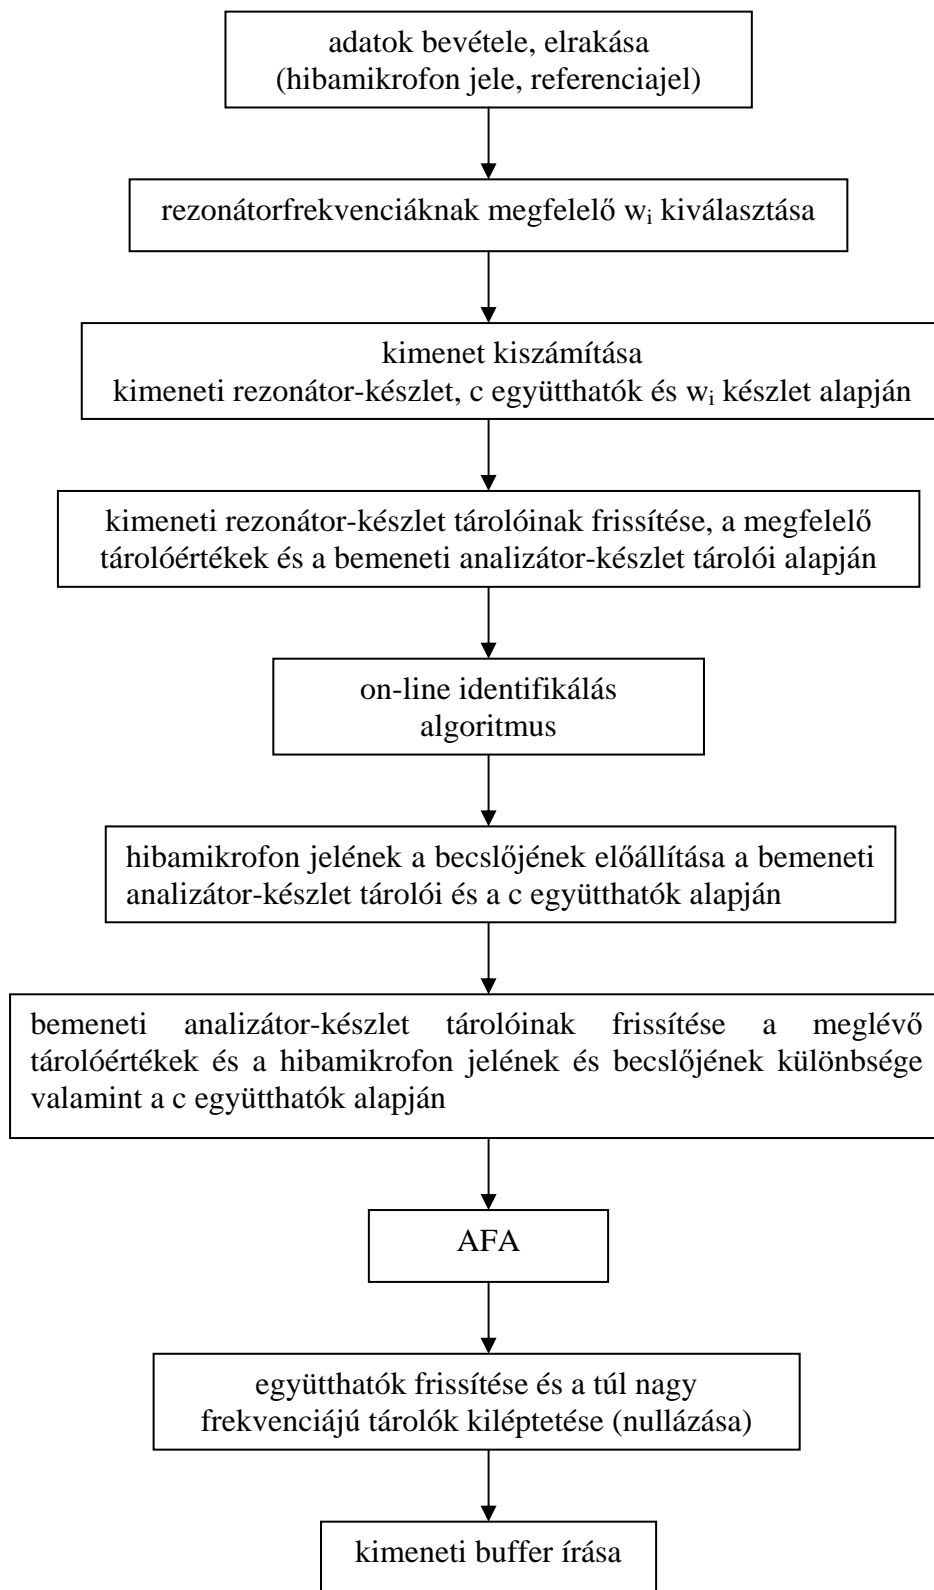 adatok bevétele, elrakása
(hibamikrofon jele, referenciajel)
rezonátorfrekvenciáknak megfelelő wᵢ kiválasztása
kimenet kiszámítása
kimeneti rezonátor-készlet, c együtthatók és wᵢ készlet alapján
kimeneti rezonátor-készlet tárolóinak frissítése, a megfelelő
tárolóértékek és a bemeneti analizátor-készlet tárolói alapján
on-line identifikálás
algoritmus
hibamikrofon jelének a becslőjének előállítása a bemeneti
analizátor-készlet tárolói és a c együtthatók alapján
bemeneti analizátor-készlet tárolóinak frissítése a meglévő
tárolóértékek és a hibamikrofon jelének és becslőjének különbsége
valamint a c együtthatók alapján
AFA
együtthatók frissítése és a túl nagy
frekvenciájú tárolók kiléptetése (nullázása)
kimeneti buffer írása